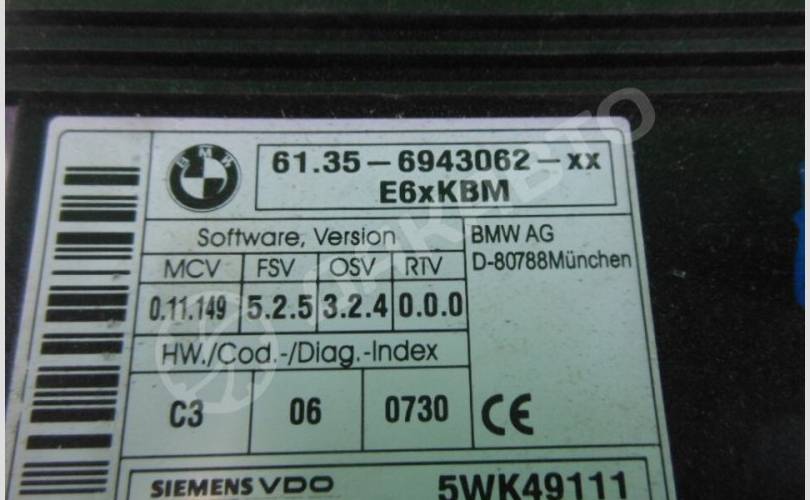 BMW
61.35-6943062-xx
E6xKBM
Software, Version
MCV FSV OSV RTV
0.11.149 5.2.5 3.2.4 0.0.0
BMW AG
D-80788München
HW./Cod.-/Diag.-Index
C3 06 0730
CE
SIEMENS VDO 5WK49111